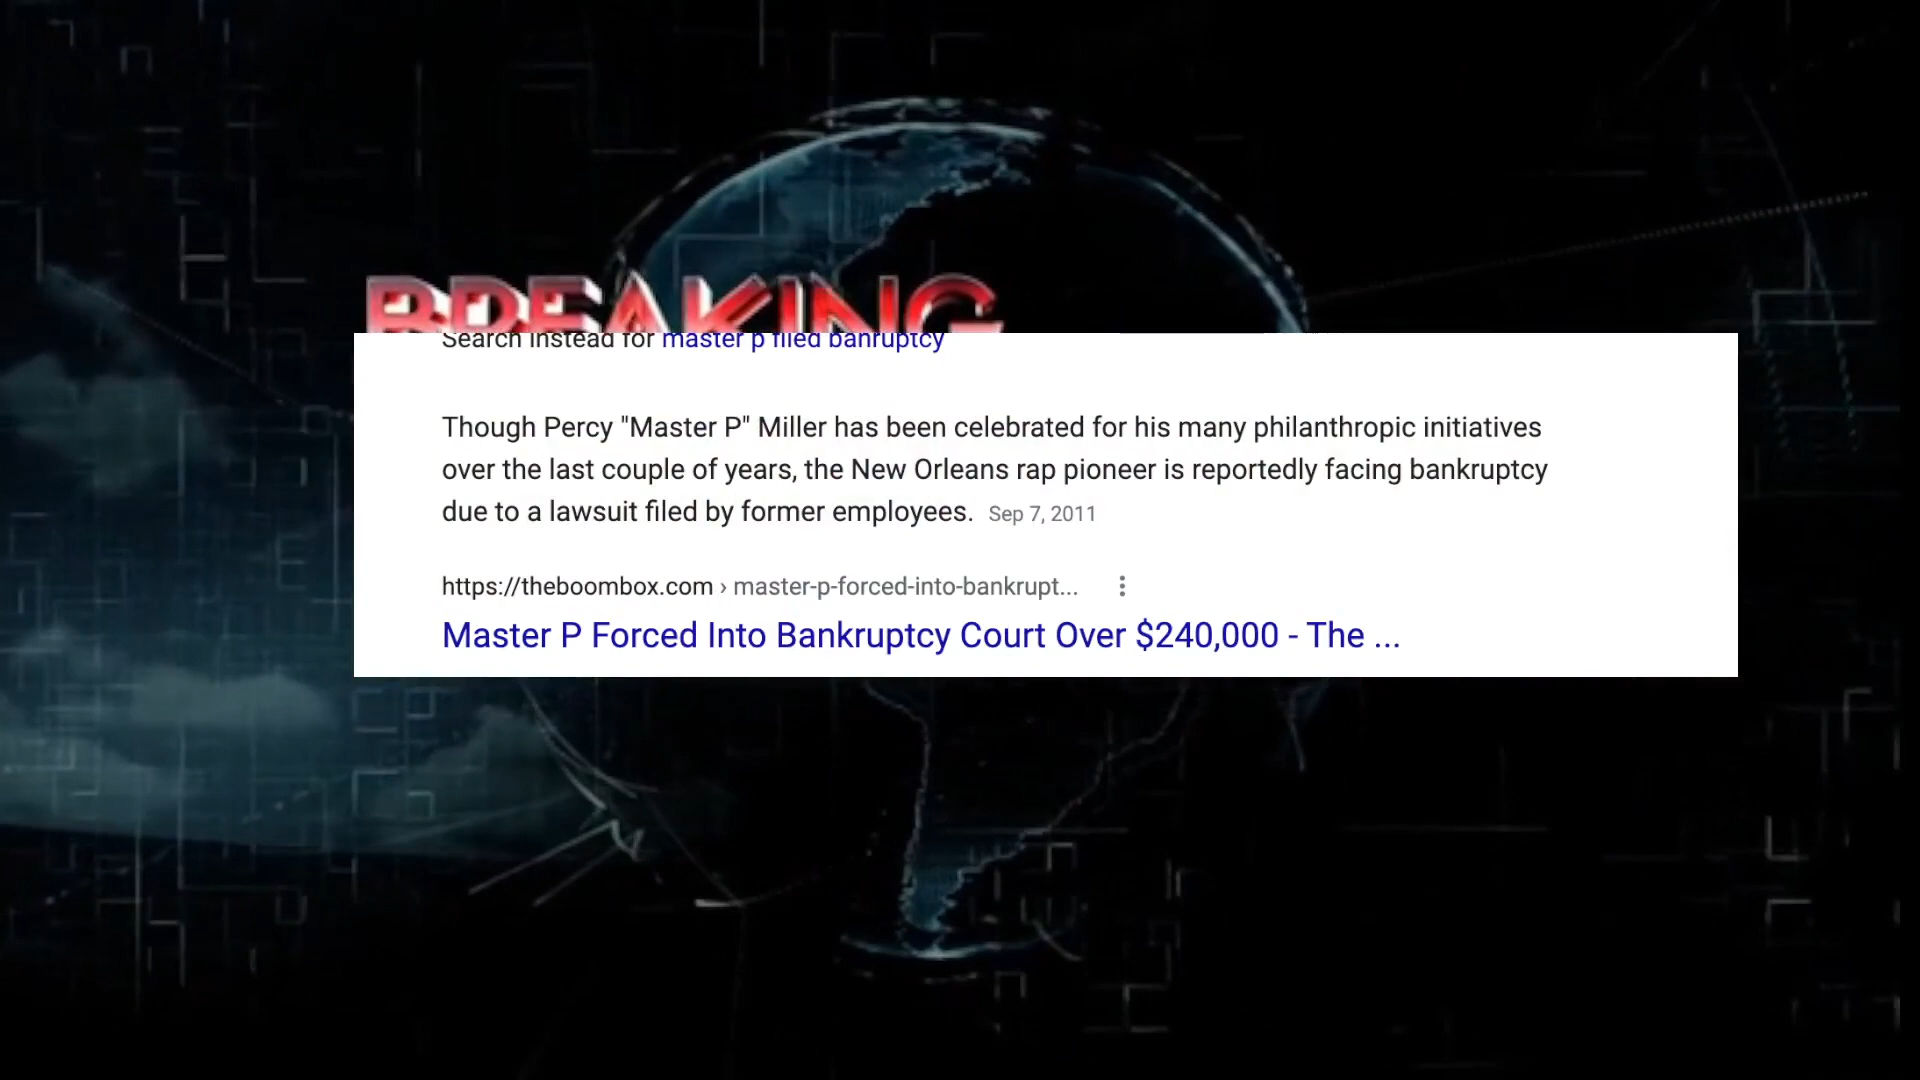 BREAKING
Search instead for master p filed banruptcy
Though Percy "Master P" Miller has been celebrated for his many philanthropic initiatives
over the last couple of years, the New Orleans rap pioneer is reportedly facing bankruptcy
due to a lawsuit filed by former employees. Sep 7, 2011
https://theboombox.com › master-p-forced-into-bankrupt...
Master P Forced Into Bankruptcy Court Over $240,000 - The ...